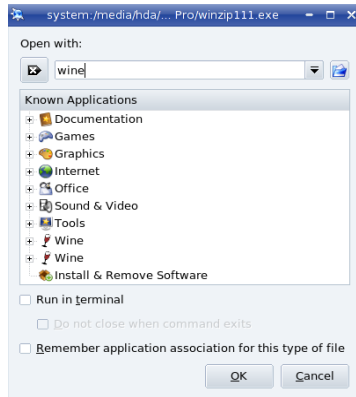 system:/media/hda/... Pro/winzip111.exe
Open with:
wine
Known Applications
Documentation
Games
Graphics
Internet
Office
Sound & Video
Tools
Wine
Wine
Install & Remove Software
Run in terminal
Do not close when command exits
Remember application association for this type of file
OK
Cancel